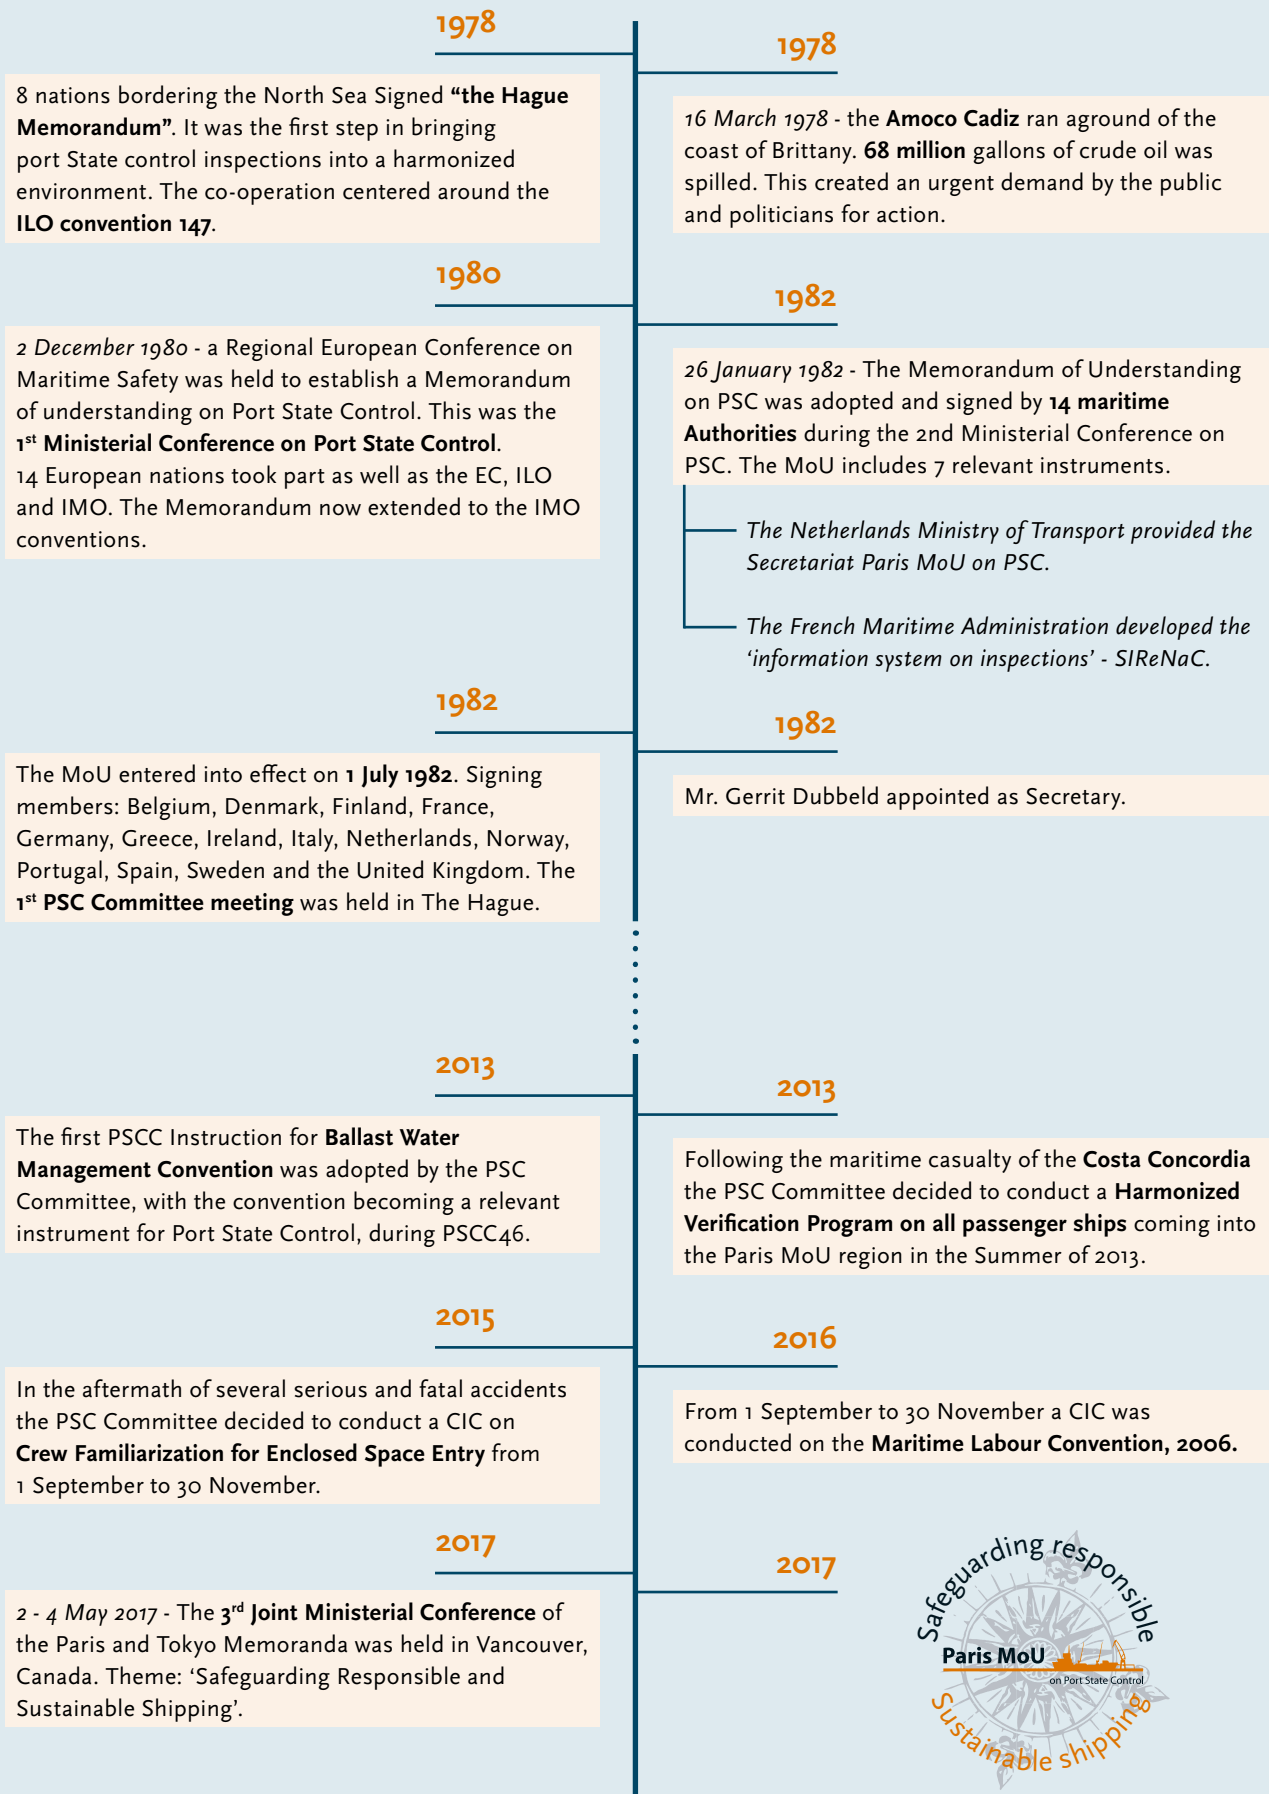 1978
8 nations bordering the North Sea Signed “the Hague
Memorandum”. It was the first step in bringing
port State control inspections into a harmonized
environment. The co-operation centered around the
ILO convention 147.
1978
16 March 1978 - the Amoco Cadiz ran aground of the
coast of Brittany. 68 million gallons of crude oil was
spilled. This created an urgent demand by the public
and politicians for action.
1980
2 December 1980 - a Regional European Conference on
Maritime Safety was held to establish a Memorandum
of understanding on Port State Control. This was the
1st Ministerial Conference on Port State Control.
14 European nations took part as well as the EC, ILO
and IMO. The Memorandum now extended to the IMO
conventions.
1982
26 January 1982 - The Memorandum of Understanding
on PSC was adopted and signed by 14 maritime
Authorities during the 2nd Ministerial Conference on
PSC. The MoU includes 7 relevant instruments.
The Netherlands Ministry of Transport provided the
Secretariat Paris MoU on PSC.
The French Maritime Administration developed the
‘information system on inspections’ - SIReNaC.
1982
The MoU entered into effect on 1 July 1982. Signing
members: Belgium, Denmark, Finland, France,
Germany, Greece, Ireland, Italy, Netherlands, Norway,
Portugal, Spain, Sweden and the United Kingdom. The
1st PSC Committee meeting was held in The Hague.
1982
Mr. Gerrit Dubbeld appointed as Secretary.
2013
The first PSCC Instruction for Ballast Water
Management Convention was adopted by the PSC
Committee, with the convention becoming a relevant
instrument for Port State Control, during PSCC46.
2013
Following the maritime casualty of the Costa Concordia
the PSC Committee decided to conduct a Harmonized
Verification Program on all passenger ships coming into
the Paris MoU region in the Summer of 2013.
2015
In the aftermath of several serious and fatal accidents
the PSC Committee decided to conduct a CIC on
Crew Familiarization for Enclosed Space Entry from
1 September to 30 November.
2016
From 1 September to 30 November a CIC was
conducted on the Maritime Labour Convention, 2006.
2017
2 - 4 May 2017 - The 3rd Joint Ministerial Conference of
the Paris and Tokyo Memoranda was held in Vancouver,
Canada. Theme: ‘Safeguarding Responsible and
Sustainable Shipping’.
2017
Safeguarding responsible
Paris MoU
on Port State Control
Sustainable shipping